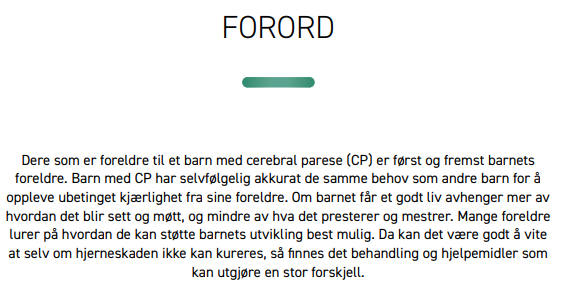 FORORD
Dere som er foreldre til et barn med cerebral parese (CP) er først og fremst barnets
foreldre. Barn med CP har selvfølgelig akkurat de samme behov som andre barn for å
oppleve ubetinget kjærlighet fra sine foreldre. Om barnet får et godt liv avhenger mer av
hvordan det blir sett og møtt, og mindre av hva det presterer og mestrer. Mange foreldre
lurer på hvordan de kan støtte barnets utvikling best mulig. Da kan det være godt å vite
at selv om hjerneskaden ikke kan kureres, så finnes det behandling og hjelpemidler som
kan utgjøre en stor forskjell.